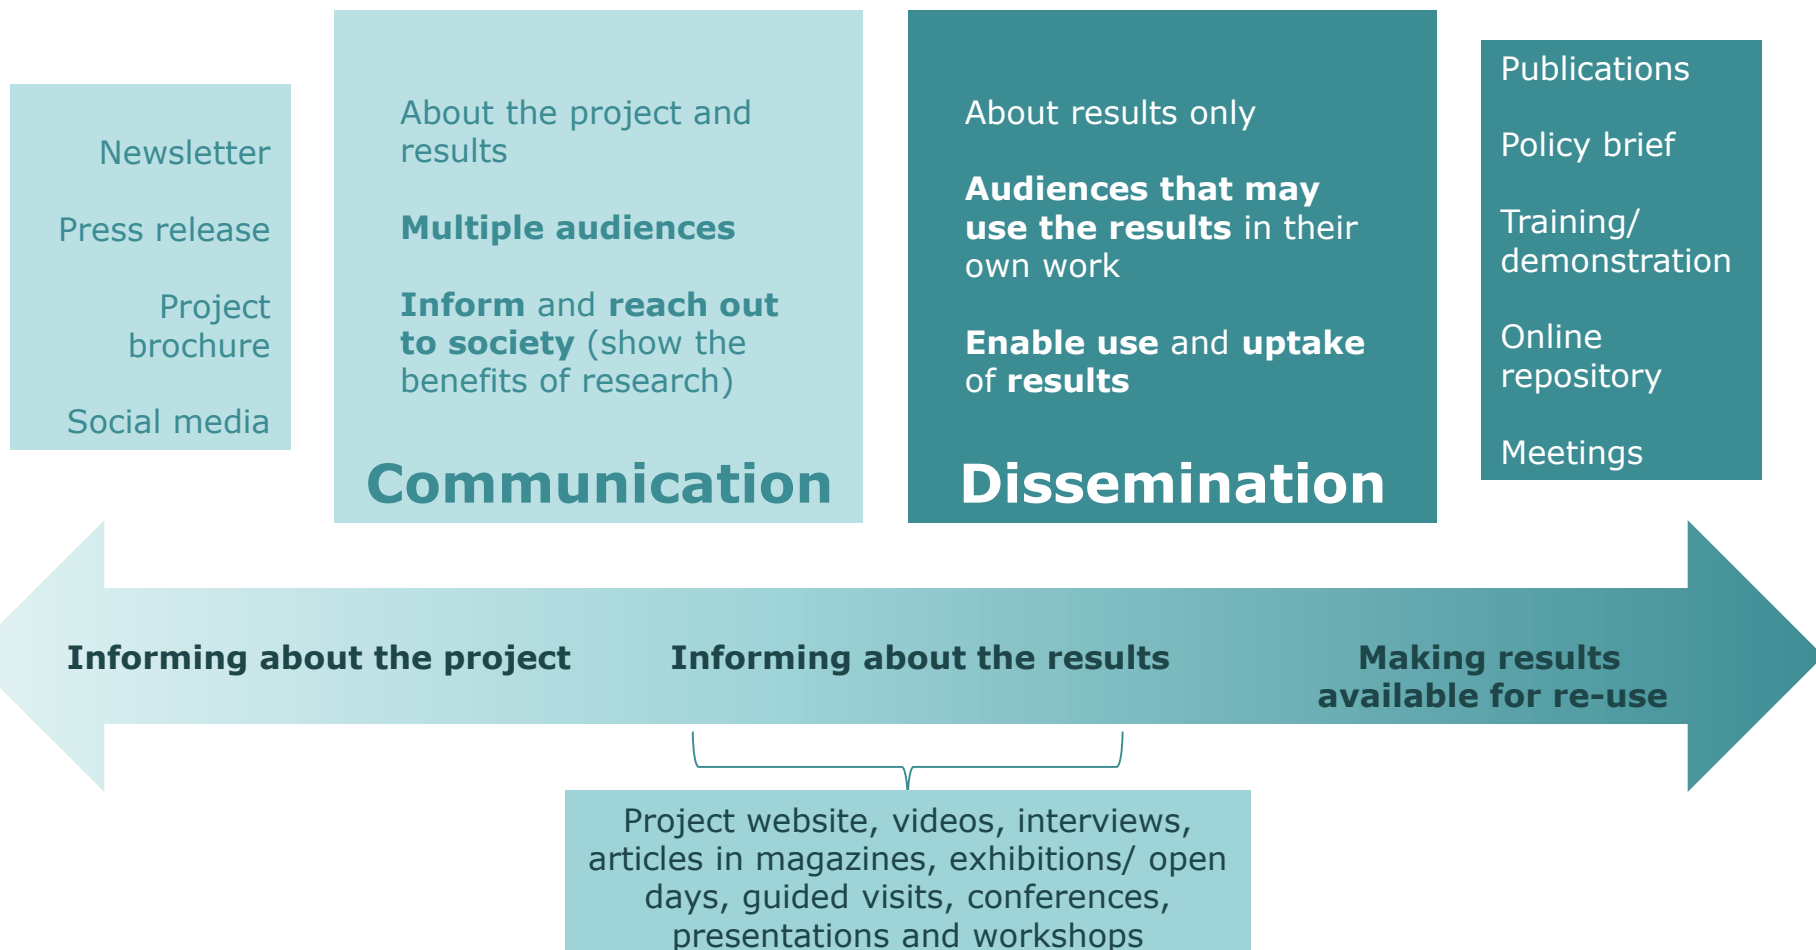 Newsletter
Press release
Project
brochure
Social media
About the project and
results
Multiple audiences
Inform and reach out
to society (show the
benefits of research)
Communication
About results only
Audiences that may
use the results in their
own work
Enable use and uptake
of results
Dissemination
Publications
Policy brief
Training/
demonstration
Online
repository
Meetings
Informing about the project
Informing about the results
Making results
available for re-use
Project website, videos, interviews,
articles in magazines, exhibitions/ open
days, guided visits, conferences,
presentations and workshops